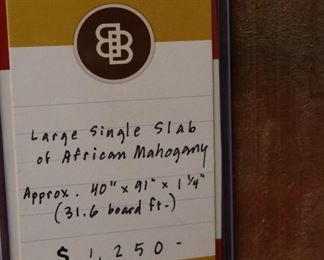 Large Single Slab
of African Mahogany
Approx. 40" x 91" x 1 1/4"
(31.6 board ft.)
$ 1,250-